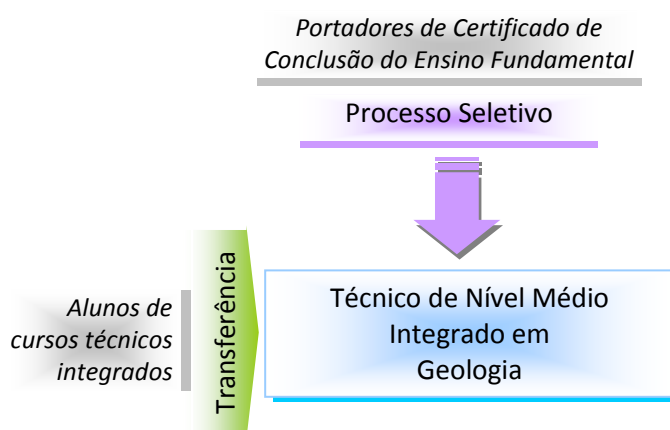 Portadores de Certificado de
Conclusão do Ensino Fundamental
Processo Seletivo
Transferência
Alunos de
cursos técnicos
integrados
Técnico de Nível Médio
Integrado em
Geologia